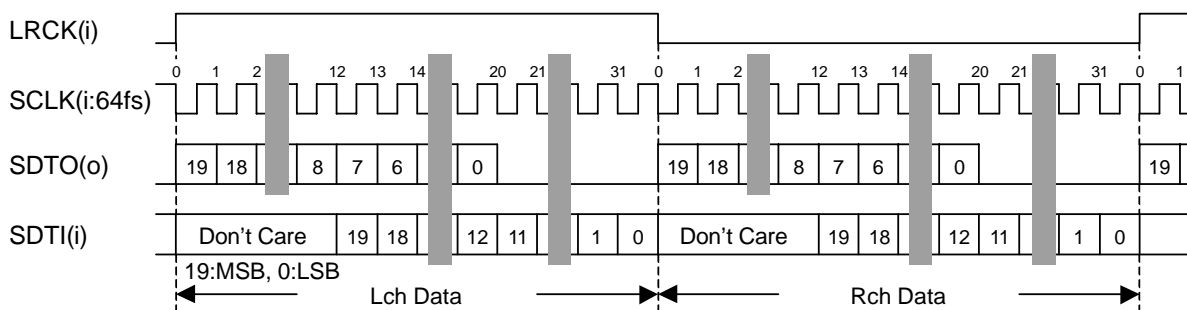 LRCK(i)
0 1 2 12 13 14 20 21 31 0 1 2 12 13 14 20 21 31 0 1
SCLK(i:64fs)
SDTO(o) 19 18 8 7 6 0 19 18 8 7 6 0 19
SDTI(i) Don't Care 19 18 12 11 1 0 Don't Care 19 18 12 11 1 0
19:MSB, 0:LSB
Lch Data Rch Data